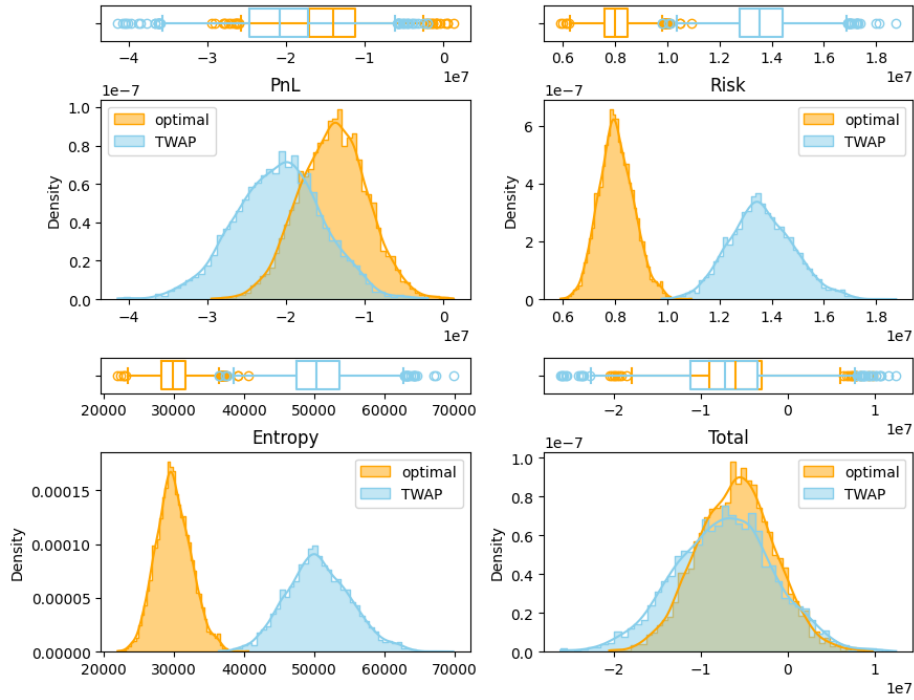 −4 −3 −2 −1 0
1e7
0.6 0.8 1.0 1.2 1.4 1.6 1.8
1e7
PnL
Risk
1e−7
optimal
TWAP
Density
1.0
0.8
0.6
0.4
0.2
0.0
−4 −3 −2 −1 0
1e7
1e−7
optimal
TWAP
Density
6
4
2
0
0.6 0.8 1.0 1.2 1.4 1.6 1.8
1e7
20000 30000 40000 50000 60000 70000
−2 −1 0 1
1e7
Entropy
Total
optimal
TWAP
Density
0.00015
0.00010
0.00005
0.00000
20000 30000 40000 50000 60000 70000
1e−7
optimal
TWAP
Density
1.0
0.8
0.6
0.4
0.2
0.0
−2 −1 0 1
1e7